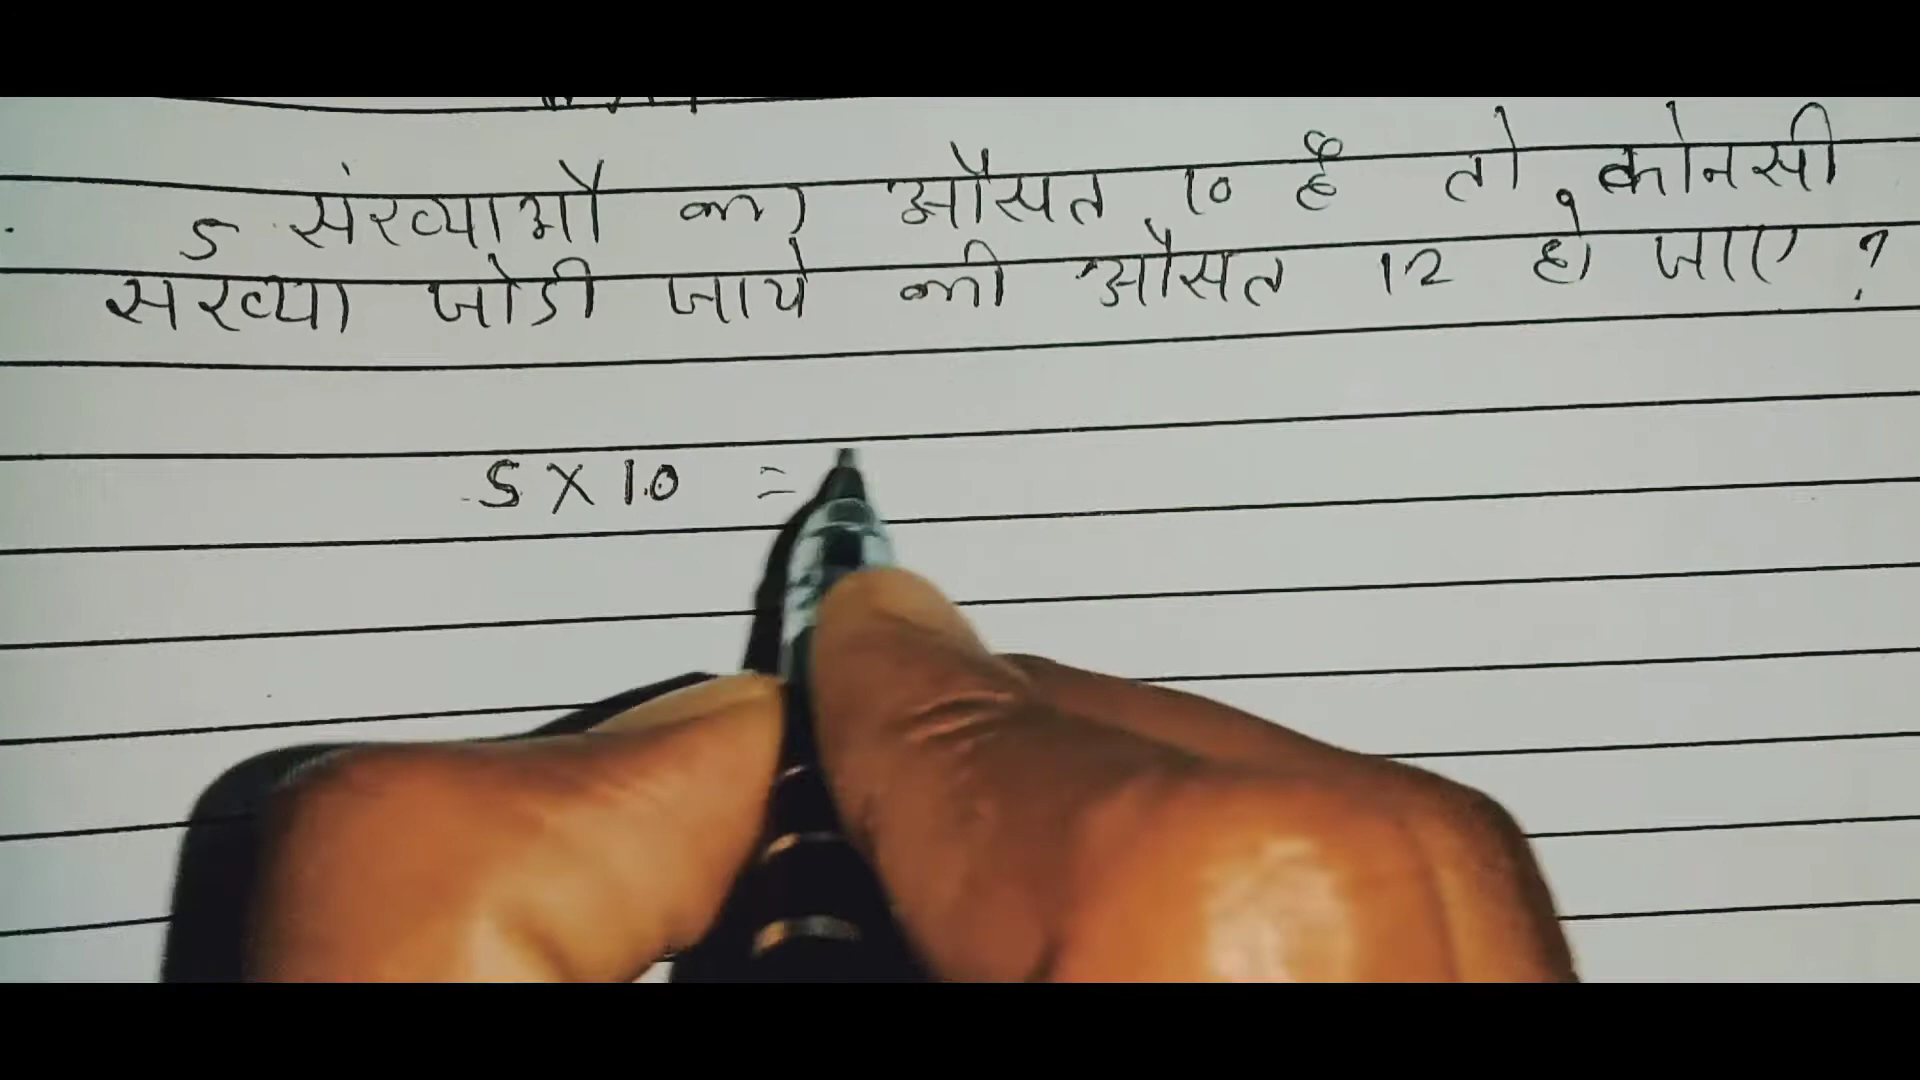 5 संख्याओ का औसत 10 है तो कोनसी
संख्या जोडी जाये की औसत 12 हो जाए ?
5 X 10 =